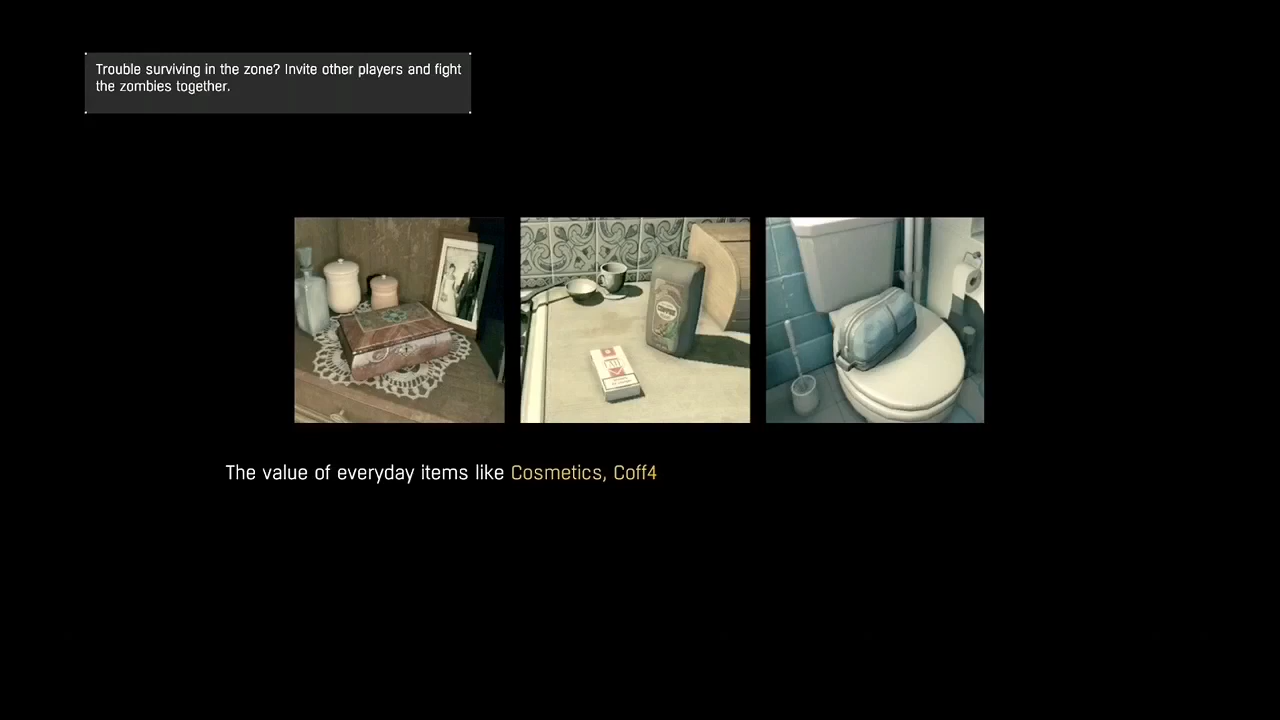 Trouble surviving in the zone? Invite other players and fight
the zombies together.
The value of everyday items like Cosmetics, Coff4